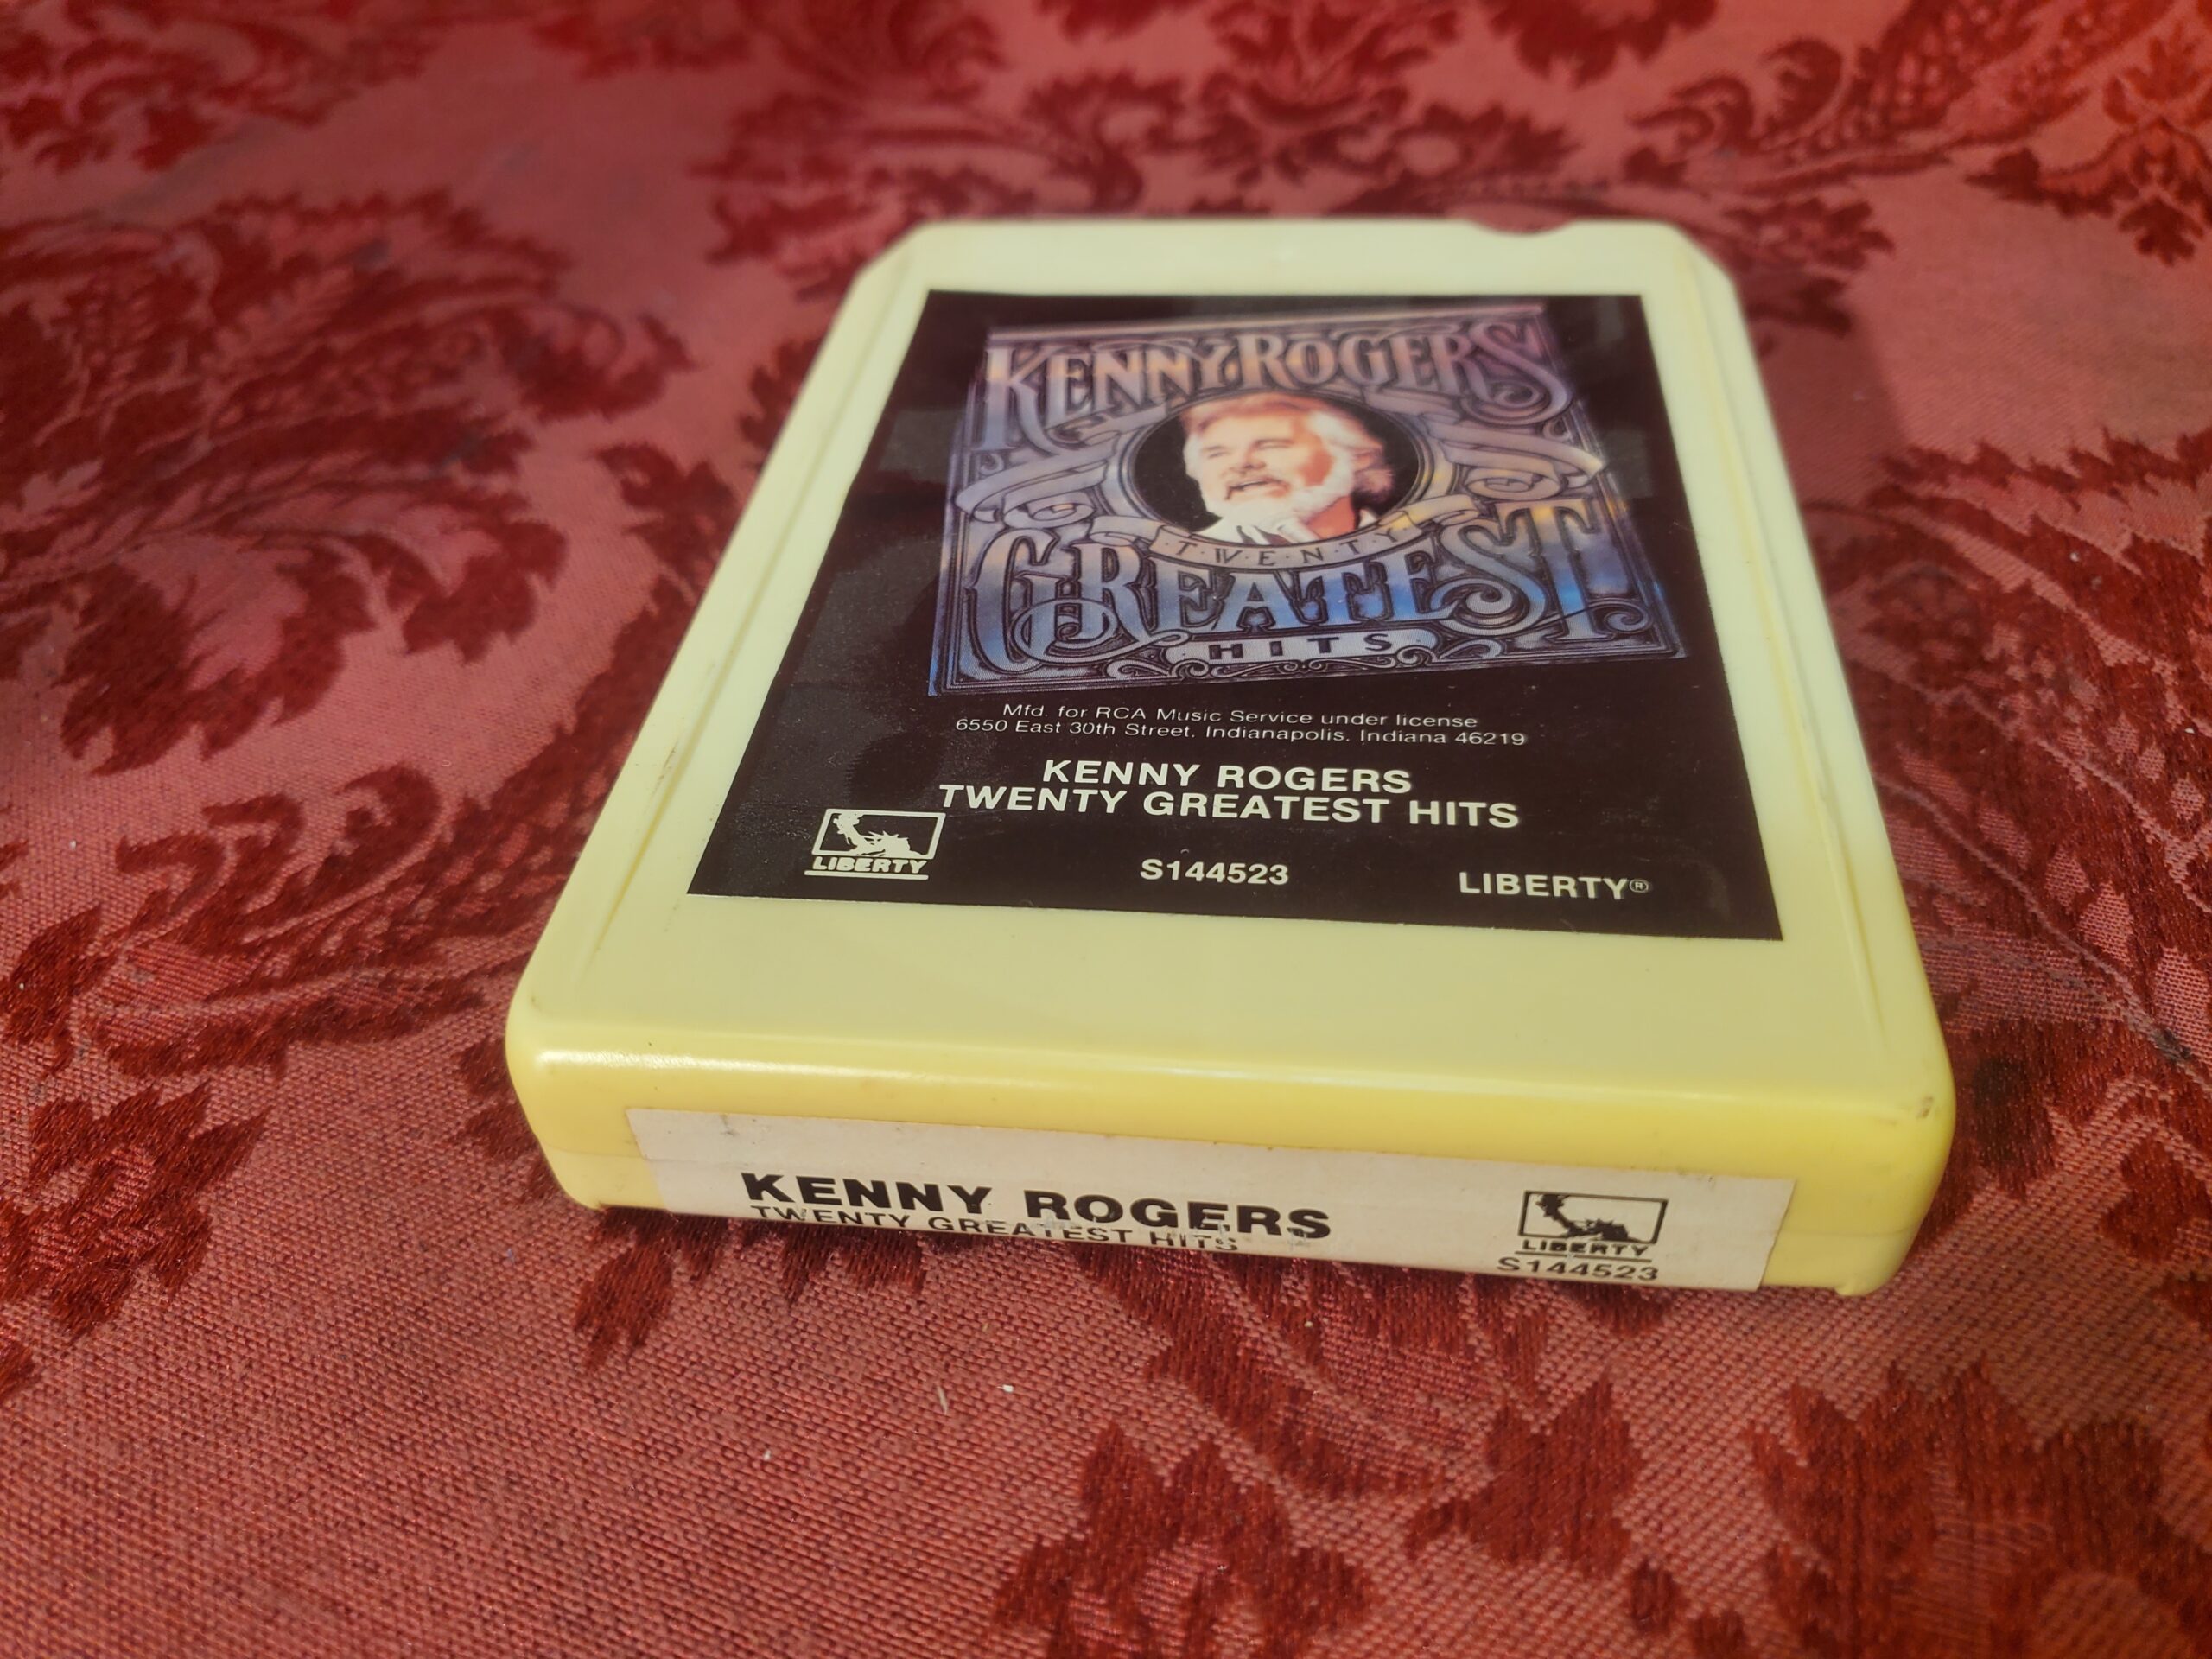 KENNY ROGERS
TWENTY
GREATEST
HITS
Mfd. for RCA Music Service under license
6550 East 30th Street, Indianapolis, Indiana 46219
KENNY ROGERS
TWENTY GREATEST HITS
LIBERTY
S144523
LIBERTY®
KENNY ROGERS
TWENTY GREATEST HITS
LIBERTY
S144523